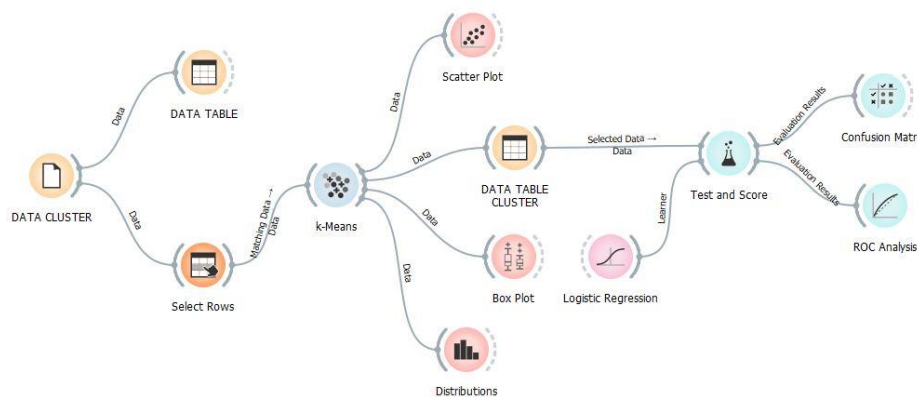 Data
DATA TABLE
DATA CLUSTER
Data
Select Rows
Matching Data →
Data
k-Means
Data
Scatter Plot
Data
DATA TABLE
CLUSTER
Data
Box Plot
Data
Distributions
Selected Data →
Data
Learner
Logistic Regression
Test and Score
Evaluation Results
Confusion Matr
Evaluation Results
ROC Analysis